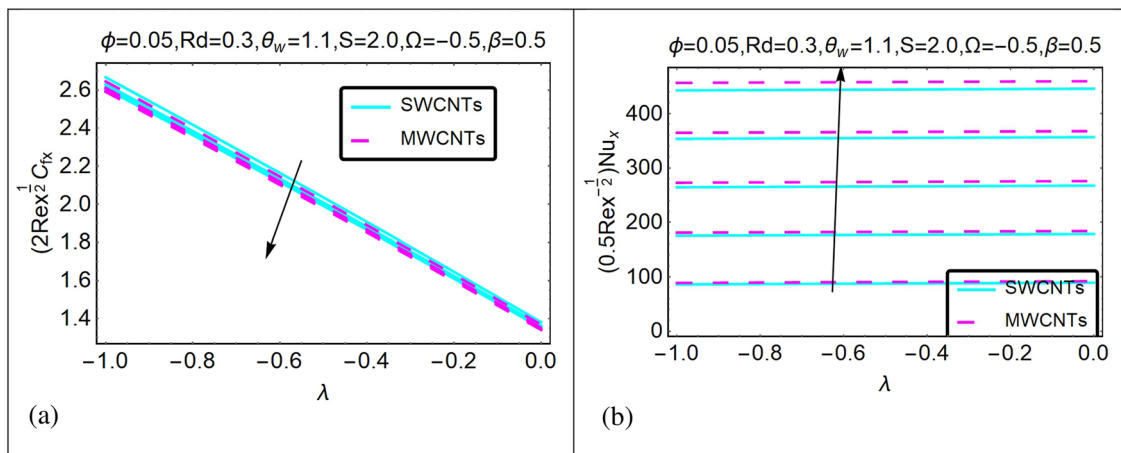 ϕ=0.05,Rd=0.3,θw=1.1,S=2.0,Ω=−0.5,β=0.5
(2Rex^1/2 Cfx
2.6
2.4
2.2
2.0
1.8
1.6
1.4
SWCNTs
MWCNTs
−1.0 −0.8 −0.6 −0.4 −0.2 0.0
λ
(a)
ϕ=0.05,Rd=0.3,θw=1.1,S=2.0,Ω=−0.5,β=0.5
(0.5Rex^−1/2)Nux
400
300
200
100
0
SWCNTs
MWCNTs
−1.0 −0.8 −0.6 −0.4 −0.2 0.0
λ
(b)